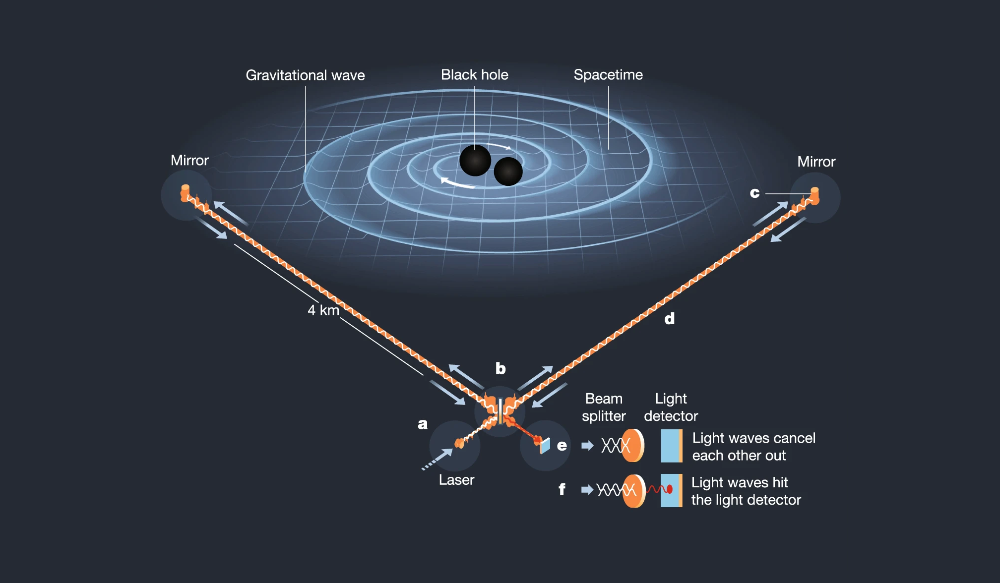 Gravitational wave
Black hole
Spacetime
Mirror
Mirror
c
4 km
d
b
a
Laser
Beam
splitter
Light
detector
e
Light waves cancel
each other out
f
Light waves hit
the light detector